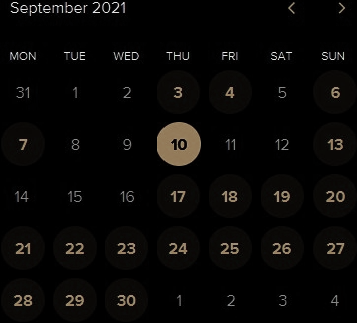 September 2021 < >
MON TUE WED THU FRI SAT SUN
31 1 2 3 4 5 6
7 8 9 10 11 12 13
14 15 16 17 18 19 20
21 22 23 24 25 26 27
28 29 30 1 2 3 4